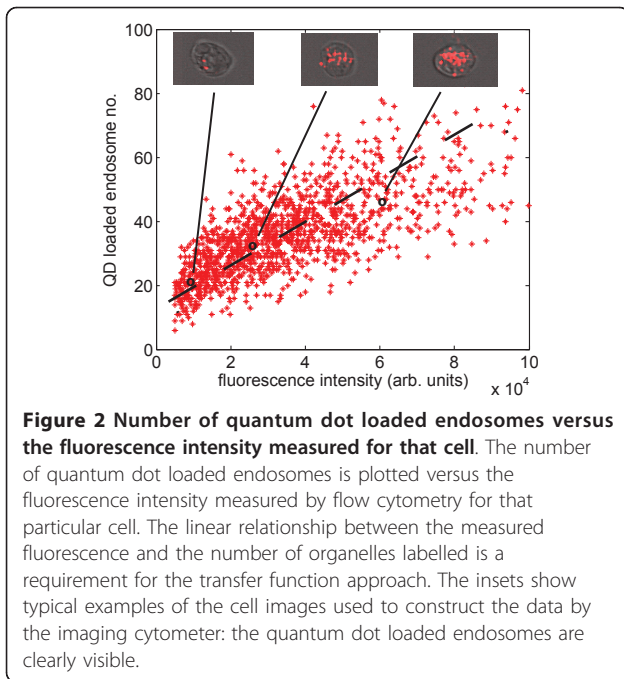 100
80
60
40
20
0
QD loaded endosome no.
0 2 4 6 8 10
fluorescence intensity (arb. units)
x 10⁴
Figure 2 Number of quantum dot loaded endosomes versus
the fluorescence intensity measured for that cell. The number
of quantum dot loaded endosomes is plotted versus the
fluorescence intensity measured by flow cytometry for that
particular cell. The linear relationship between the measured
fluorescence and the number of organelles labelled is a
requirement for the transfer function approach. The insets show
typical examples of the cell images used to construct the data by
the imaging cytometer: the quantum dot loaded endosomes are
clearly visible.